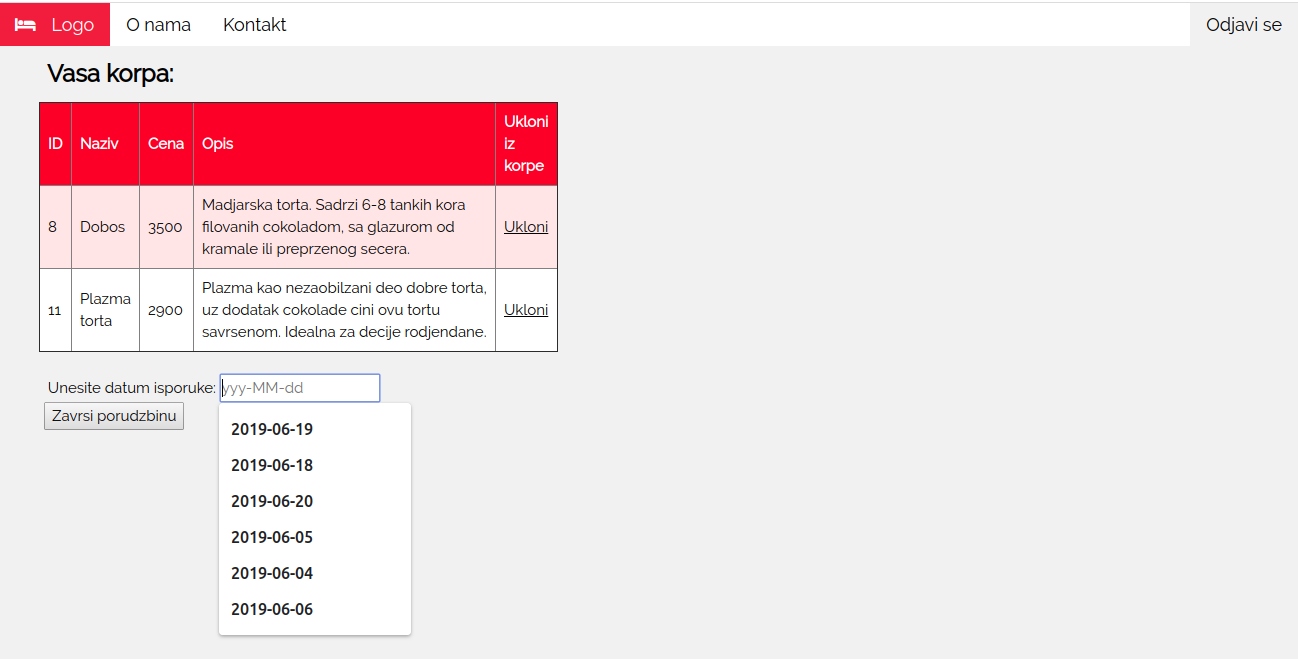 Logo O nama Kontakt Odjavi se
Vasa korpa:
ID Naziv Cena Opis Ukloni iz korpe
8 Dobos 3500 Madjarska torta. Sadrzi 6-8 tankih kora
filovanih cokoladom, sa glazurom od
kramale ili preprzenog secera. Ukloni
11 Plazma torta 2900 Plazma kao nezaobilzani deo dobre torta,
uz dodatak cokolade cini ovu tortu
savrsenom. Idealna za decije rodjendane. Ukloni
Unesite datum isporuke: yyy-MM-dd
Zavrsi porudzbinu
2019-06-19
2019-06-18
2019-06-20
2019-06-05
2019-06-04
2019-06-06